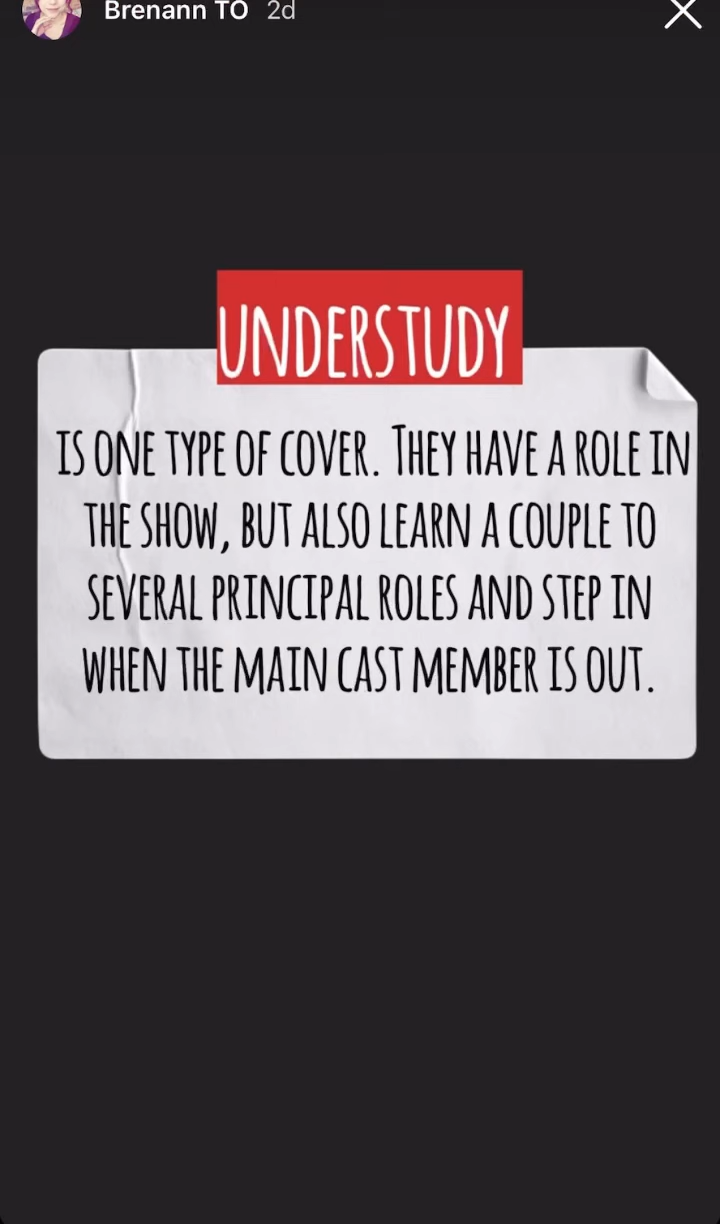 Brenann TO 2d
UNDERSTUDY
IS ONE TYPE OF COVER. THEY HAVE A ROLE IN
THE SHOW, BUT ALSO LEARN A COUPLE TO
SEVERAL PRINCIPAL ROLES AND STEP IN
WHEN THE MAIN CAST MEMBER IS OUT.